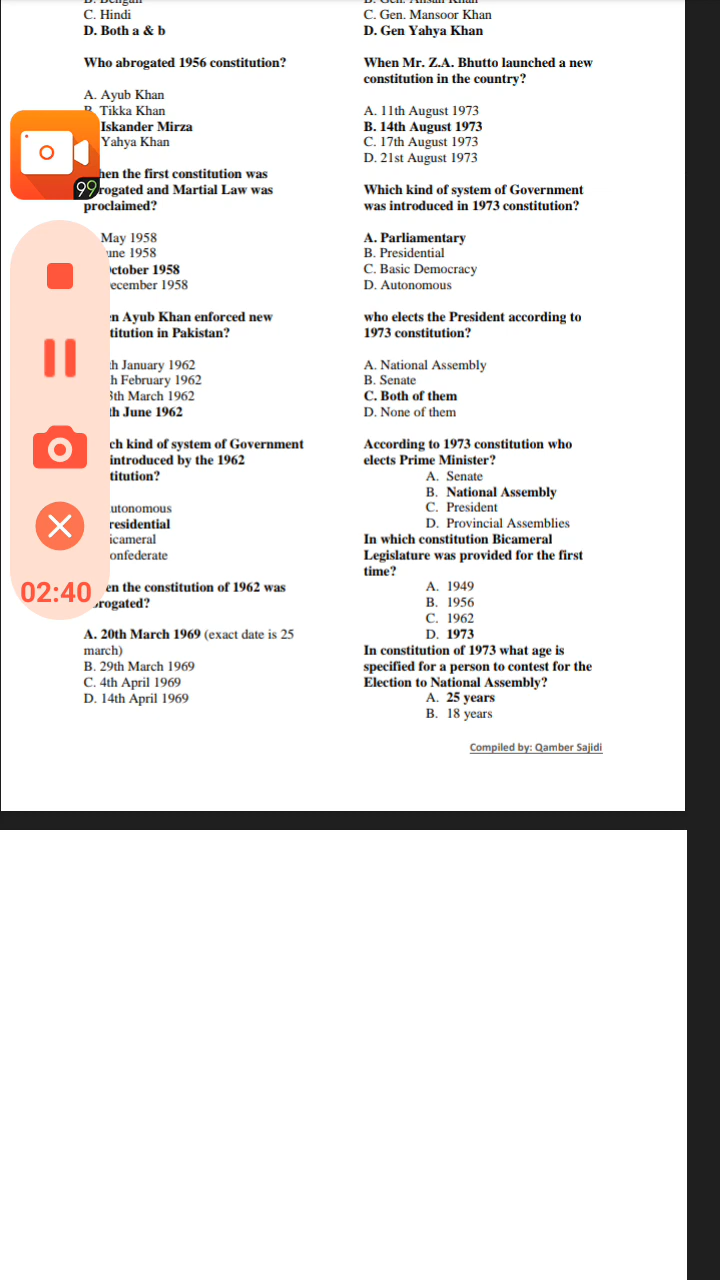 C. Hindi
D. Both a & b
Who abrogated 1956 constitution?
A. Ayub Khan
Tikka Khan
Iskander Mirza
Yahya Khan
hen the first constitution was
rogated and Martial Law was
proclaimed?
May 1958
une 1958
ctober 1958
ecember 1958
n Ayub Khan enforced new
titution in Pakistan?
h January 1962
h February 1962
th March 1962
th June 1962
ch kind of system of Government
introduced by the 1962
titution?
utonomous
residential
icameral
onfederate
en the constitution of 1962 was
rogated?
A. 20th March 1969 (exact date is 25
march)
B. 29th March 1969
C. 4th April 1969
D. 14th April 1969
C. Gen. Mansoor Khan
D. Gen Yahya Khan
When Mr. Z.A. Bhutto launched a new
constitution in the country?
A. 11th August 1973
B. 14th August 1973
C. 17th August 1973
D. 21st August 1973
Which kind of system of Government
was introduced in 1973 constitution?
A. Parliamentary
B. Presidential
C. Basic Democracy
D. Autonomous
who elects the President according to
1973 constitution?
A. National Assembly
B. Senate
C. Both of them
D. None of them
According to 1973 constitution who
elects Prime Minister?
A. Senate
B. National Assembly
C. President
D. Provincial Assemblies
In which constitution Bicameral
Legislature was provided for the first
time?
A. 1949
B. 1956
C. 1962
D. 1973
In constitution of 1973 what age is
specified for a person to contest for the
Election to National Assembly?
A. 25 years
B. 18 years
Compiled by: Qamber Sajidi
99
02:40